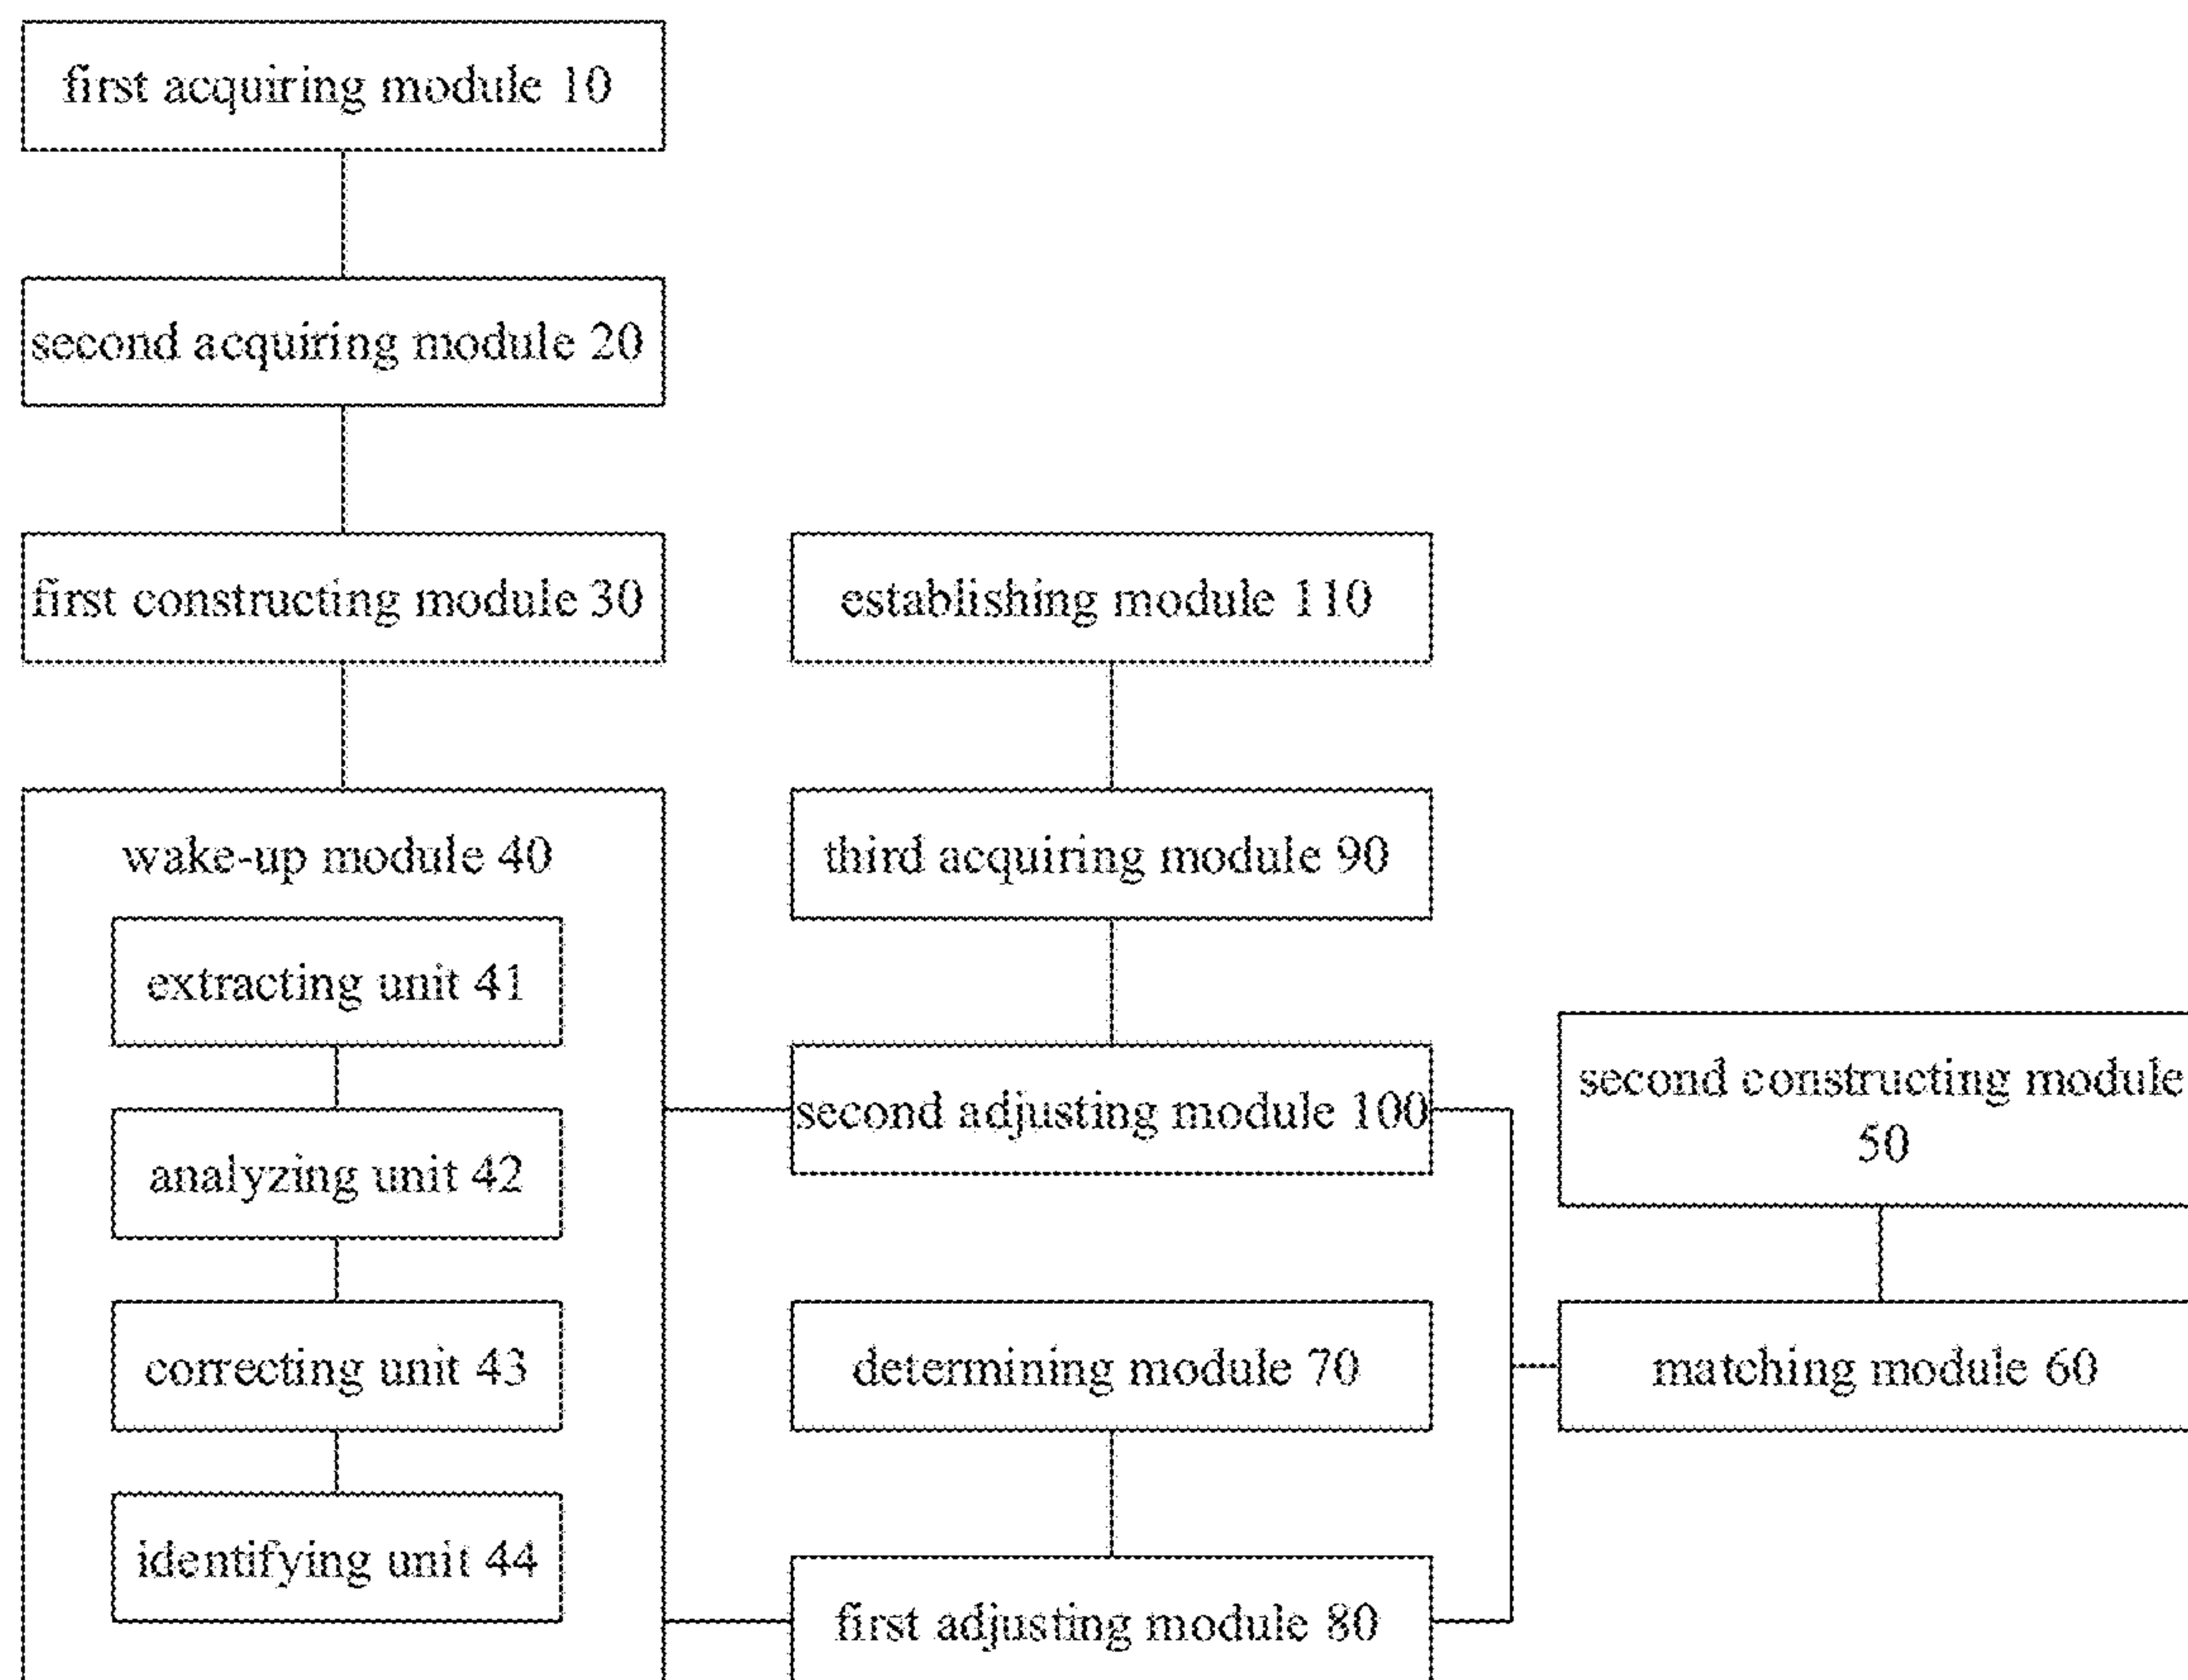 first acquiring module 10
second acquiring module 20
first constructing module 30
wake-up module 40
extracting unit 41
analyzing unit 42
correcting unit 43
identifying unit 44
establishing module 110
third acquiring module 90
second adjusting module 100
determining module 70
first adjusting module 80
second constructing module
50
matching module 60